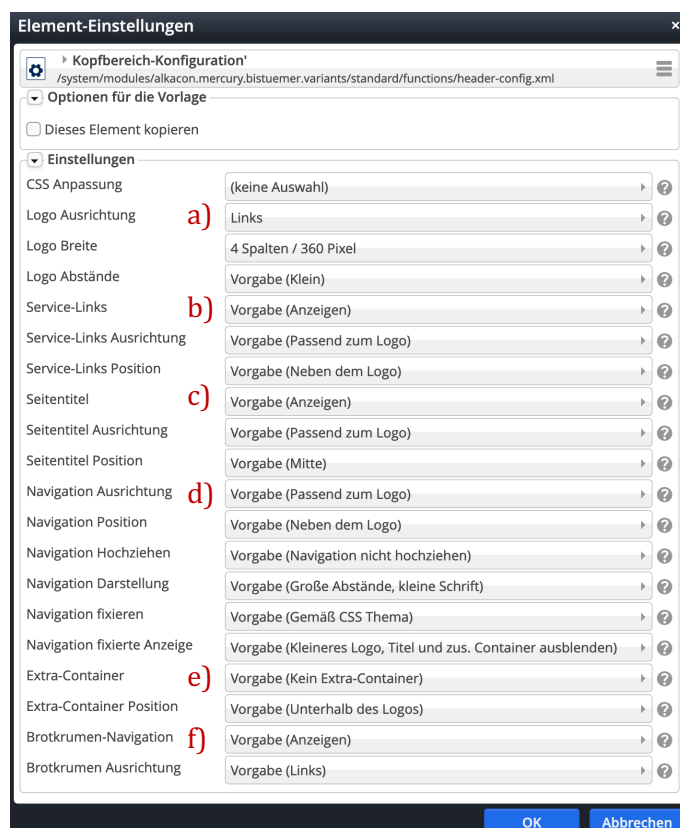 Element-Einstellungen ×
Kopfbereich-Konfiguration'
/system/modules/alkacon.mercury.bistuemer.variants/standard/functions/header-config.xml
Optionen für die Vorlage
Dieses Element kopieren
Einstellungen
CSS Anpassung (keine Auswahl) ?
Logo Ausrichtung a) Links ?
Logo Breite 4 Spalten / 360 Pixel ?
Logo Abstände Vorgabe (Klein) ?
Service-Links b) Vorgabe (Anzeigen) ?
Service-Links Ausrichtung Vorgabe (Passend zum Logo) ?
Service-Links Position Vorgabe (Neben dem Logo) ?
Seitentitel c) Vorgabe (Anzeigen) ?
Seitentitel Ausrichtung Vorgabe (Passend zum Logo) ?
Seitentitel Position Vorgabe (Mitte) ?
Navigation Ausrichtung d) Vorgabe (Passend zum Logo) ?
Navigation Position Vorgabe (Neben dem Logo) ?
Navigation Hochziehen Vorgabe (Navigation nicht hochziehen) ?
Navigation Darstellung Vorgabe (Große Abstände, kleine Schrift) ?
Navigation fixieren Vorgabe (Gemäß CSS Thema) ?
Navigation fixierte Anzeige Vorgabe (Kleineres Logo, Titel und zus. Container ausblenden) ?
Extra-Container e) Vorgabe (Kein Extra-Container) ?
Extra-Container Position Vorgabe (Unterhalb des Logos) ?
Brotkrumen-Navigation f) Vorgabe (Anzeigen) ?
Brotkrumen Ausrichtung Vorgabe (Links) ?
OK Abbrechen